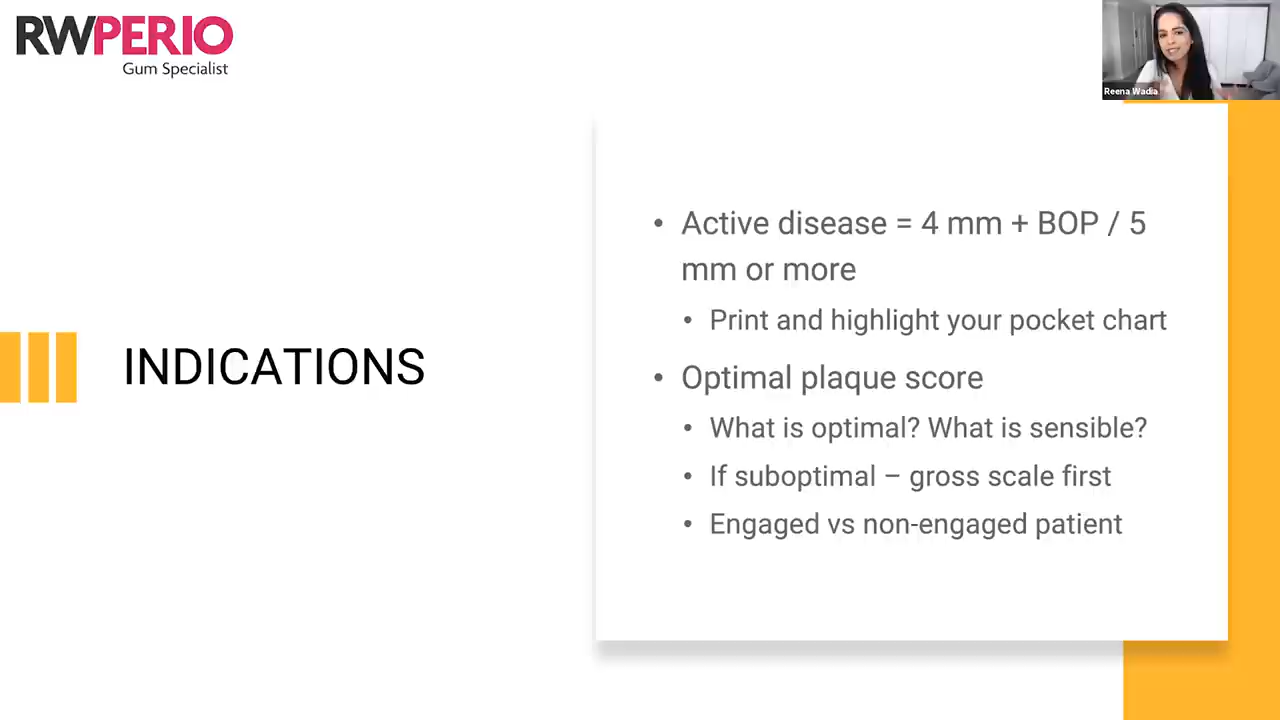 RWPERIO
Gum Specialist
Reena Wadia
INDICATIONS
• Active disease = 4 mm + BOP / 5
mm or more
• Print and highlight your pocket chart
• Optimal plaque score
• What is optimal? What is sensible?
• If suboptimal – gross scale first
• Engaged vs non-engaged patient